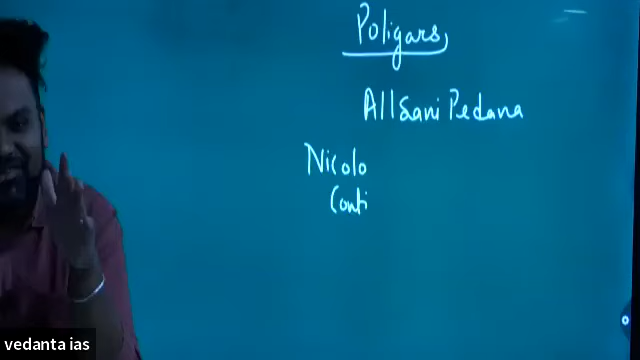 Poligars
Allsani Pedana
Nicolo
Conti
vedanta ias